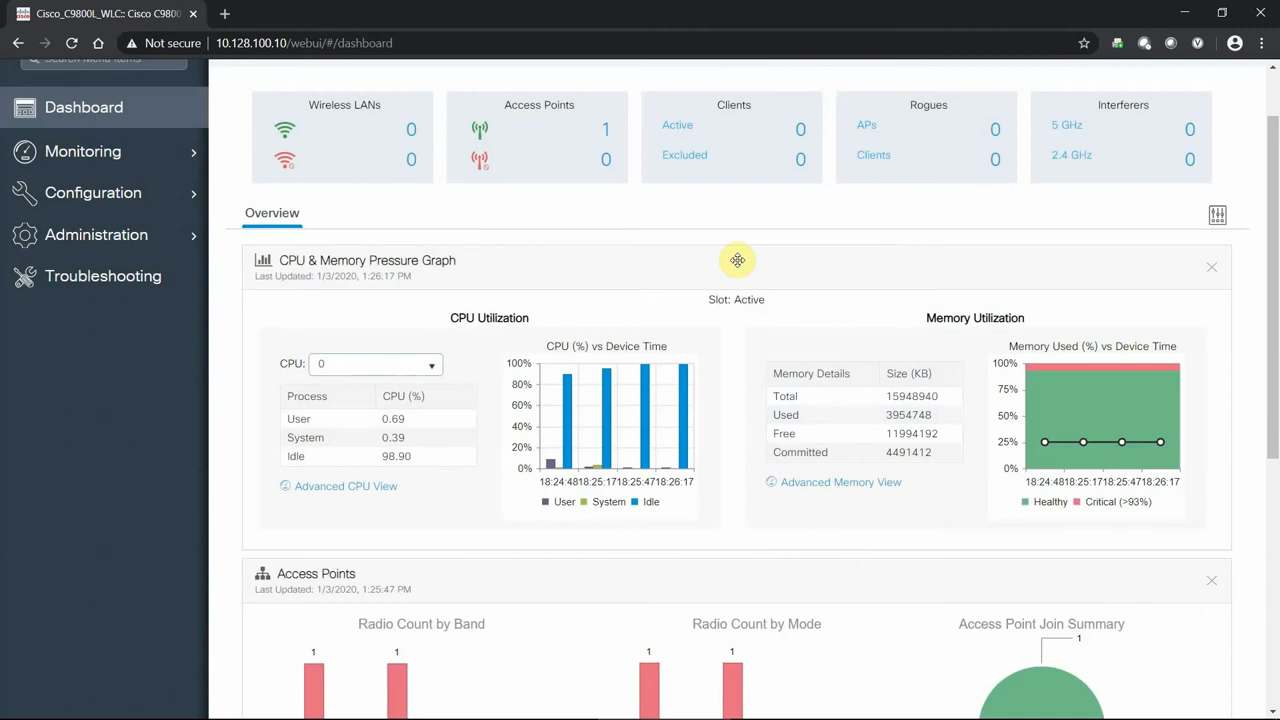 Cisco_C9800L_WLC:: Cisco C9800
Not secure
10.128.100.10/webui/#/dashboard
Search Menu Items
Dashboard
Monitoring
Configuration
Administration
Troubleshooting
Wireless LANs
0
0
Access Points
1
0
Clients
Active 0
Excluded 0
Rogues
APs 0
Clients 0
Interferers
5 GHz 0
2.4 GHz 0
Overview
CPU & Memory Pressure Graph
Last Updated: 1/3/2020, 1:26:17 PM
Slot: Active
CPU Utilization
CPU: 0
Process CPU (%)
User 0.69
System 0.39
Idle 98.90
Advanced CPU View
CPU (%) vs Device Time
100%
80%
60%
40%
20%
0%
18:24:48 18:25:17 18:25:47 18:26:17
User System Idle
Memory Utilization
Memory Details Size (KB)
Total 15948940
Used 3954748
Free 11994192
Committed 4491412
Advanced Memory View
Memory Used (%) vs Device Time
100%
75%
50%
25%
0%
18:24:48 18:25:17 18:25:47 18:26:17
Healthy Critical (>93%)
Access Points
Last Updated: 1/3/2020, 1:25:47 PM
Radio Count by Band
1 1
Radio Count by Mode
1 1
Access Point Join Summary
1